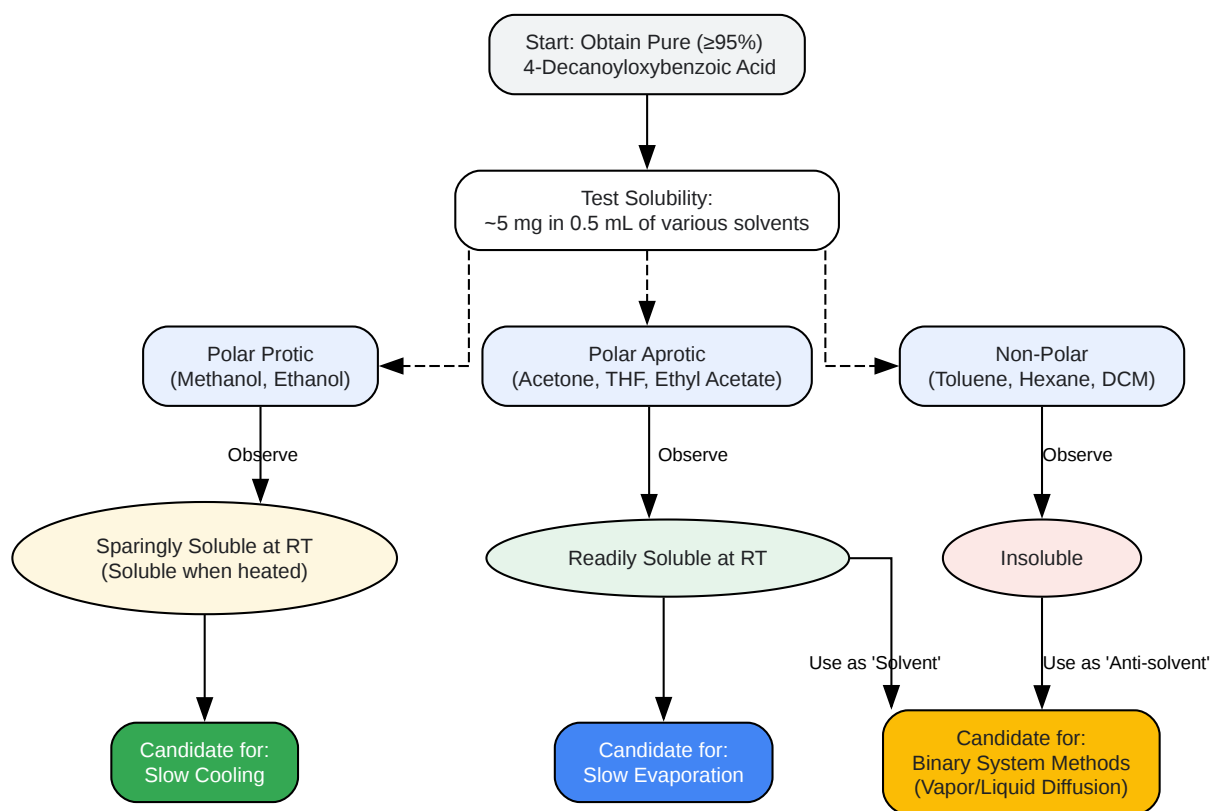 Start: Obtain Pure (≥95%)
4-Decanoyloxybenzoic Acid
Test Solubility:
~5 mg in 0.5 mL of various solvents
Polar Protic
(Methanol, Ethanol)
Polar Aprotic
(Acetone, THF, Ethyl Acetate)
Non-Polar
(Toluene, Hexane, DCM)
Observe
Observe
Observe
Sparingly Soluble at RT
(Soluble when heated)
Readily Soluble at RT
Insoluble
Use as 'Solvent'
Use as 'Anti-solvent'
Candidate for:
Slow Cooling
Candidate for:
Slow Evaporation
Candidate for:
Binary System Methods
(Vapor/Liquid Diffusion)